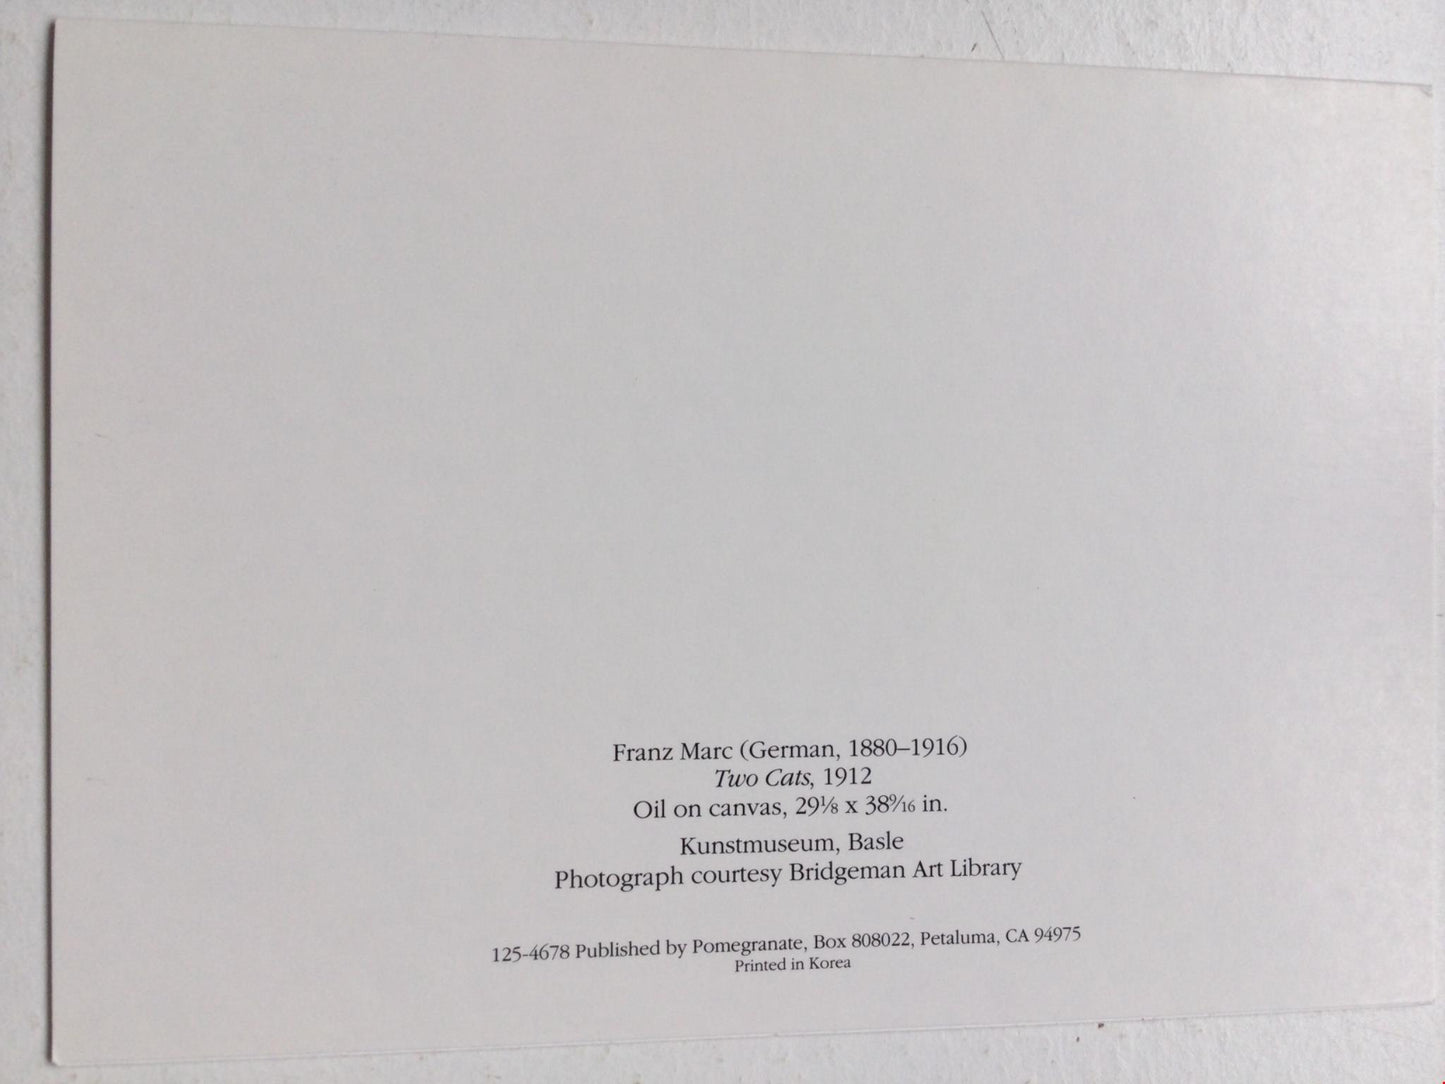 Franz Marc (German, 1880–1916)
Two Cats, 1912
Oil on canvas, 29⅛ x 38⁹⁄₁₆ in.
Kunstmuseum, Basle
Photograph courtesy Bridgeman Art Library
125-4678 Published by Pomegranate, Box 808022, Petaluma, CA 94975
Printed in Korea